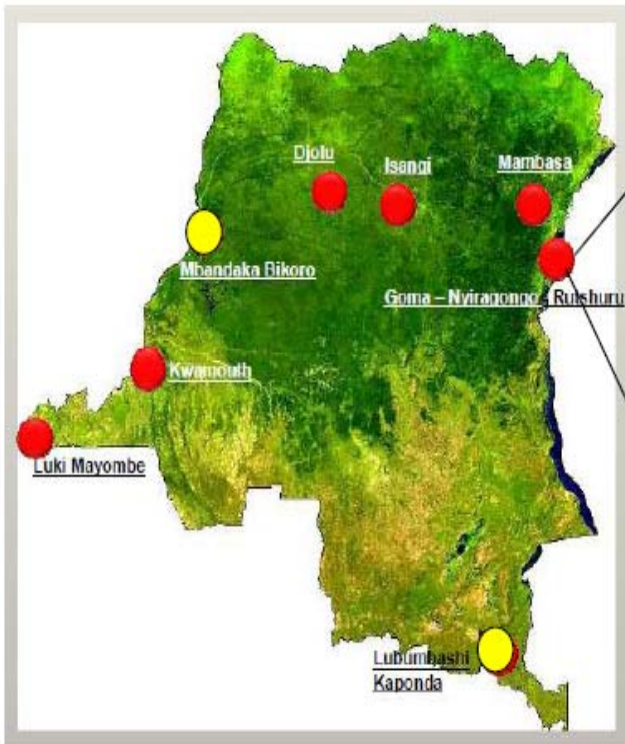 Djolu
Isangi
Mambasa
Mbandaka Bikoro
Goma – Nyiragongo - Rutshuru
Kwamouth
Luki Mayombe
Lubumbashi
Kaponda